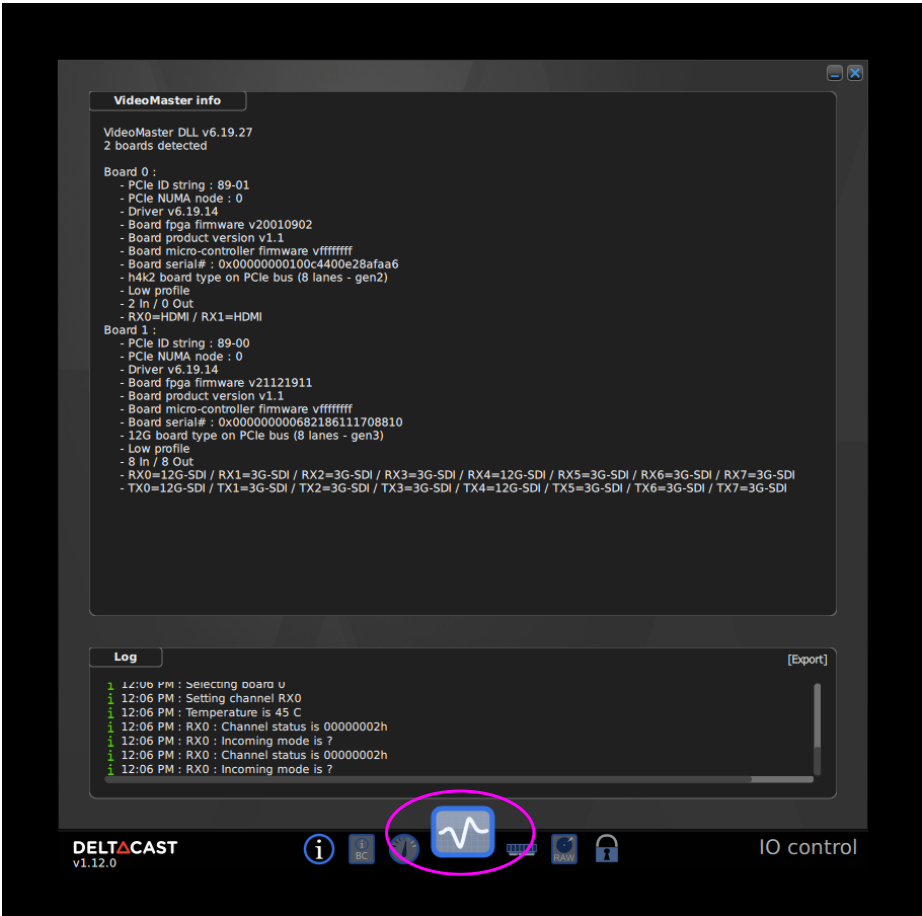 VideoMaster info
VideoMaster DLL v6.19.27
2 boards detected
Board 0 :
- PCIe ID string : 89-01
- PCIe NUMA node : 0
- Driver v6.19.14
- Board fpga firmware v20010902
- Board product version v1.1
- Board micro-controller firmware vffffffff
- Board serial# : 0x00000000100c4400e28afaa6
- h4k2 board type on PCIe bus (8 lanes - gen2)
- Low profile
- 2 In / 0 Out
- RX0=HDMI / RX1=HDMI
Board 1 :
- PCIe ID string : 89-00
- PCIe NUMA node : 0
- Driver v6.19.14
- Board fpga firmware v21121911
- Board product version v1.1
- Board micro-controller firmware vffffffff
- Board serial# : 0x000000000682186111708810
- 12G board type on PCIe bus (8 lanes - gen3)
- Low profile
- 8 In / 8 Out
- RX0=12G-SDI / RX1=3G-SDI / RX2=3G-SDI / RX3=3G-SDI / RX4=12G-SDI / RX5=3G-SDI / RX6=3G-SDI / RX7=3G-SDI
- TX0=12G-SDI / TX1=3G-SDI / TX2=3G-SDI / TX3=3G-SDI / TX4=12G-SDI / TX5=3G-SDI / TX6=3G-SDI / TX7=3G-SDI
Log
[Export]
i 12:06 PM : Selecting board 0
i 12:06 PM : Setting channel RX0
i 12:06 PM : Temperature is 45 C
i 12:06 PM : RX0 : Channel status is 00000002h
i 12:06 PM : RX0 : Incoming mode is ?
i 12:06 PM : RX0 : Channel status is 00000002h
i 12:06 PM : RX0 : Incoming mode is ?
DELTACAST
v1.12.0
i
i
BC
RAW
IO control